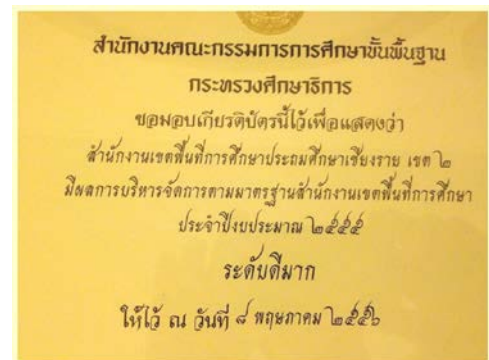 สำนักงานคณะกรรมการการศึกษาขั้นพื้นฐาน
กระทรวงศึกษาธิการ
ขอมอบเกียรติบัตรนี้ไว้เพื่อแสดงว่า
สำนักงานเขตพื้นที่การศึกษาประถมศึกษาเชียงราย เขต ๒
มีผลการบริหารจัดการตามมาตรฐานสำนักงานเขตพื้นที่การศึกษา
ประจำปีงบประมาณ ๒๕๕๕
ระดับดีมาก
ให้ไว้ ณ วันที่ ๘ พฤษภาคม ๒๕๕๖